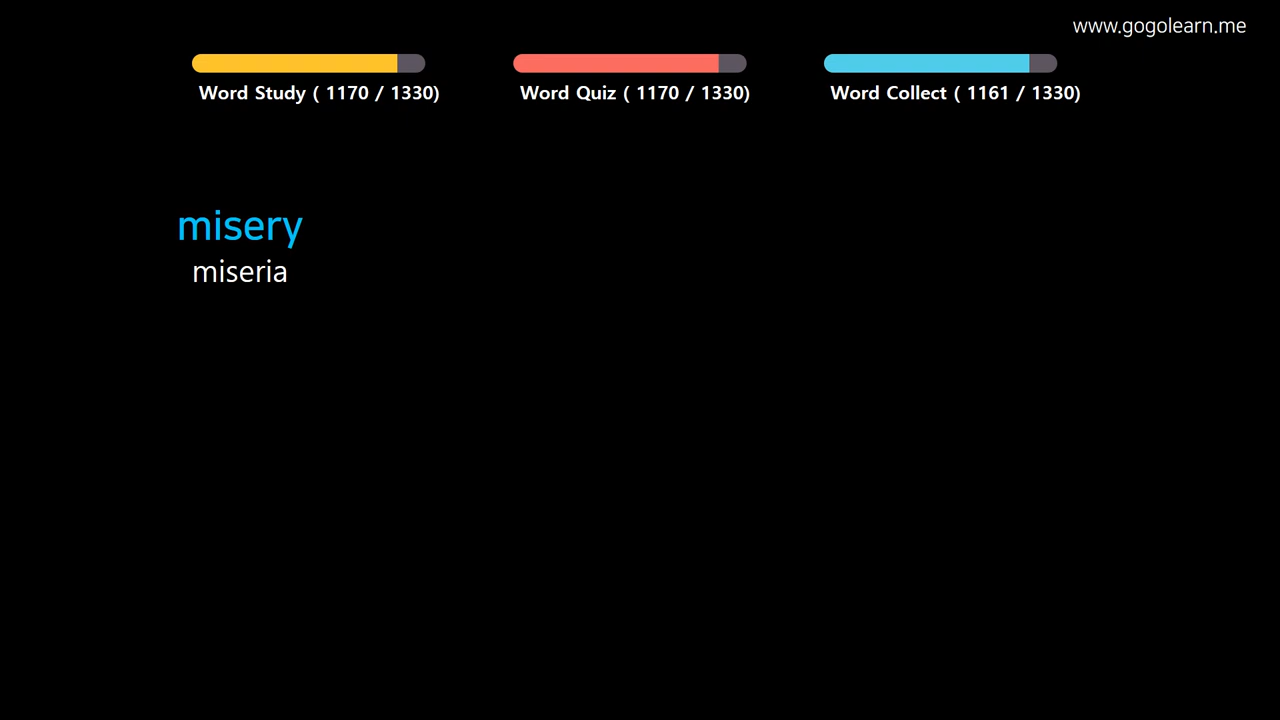 www.gogolearn.me
Word Study ( 1170 / 1330)
Word Quiz ( 1170 / 1330)
Word Collect ( 1161 / 1330)
misery
miseria